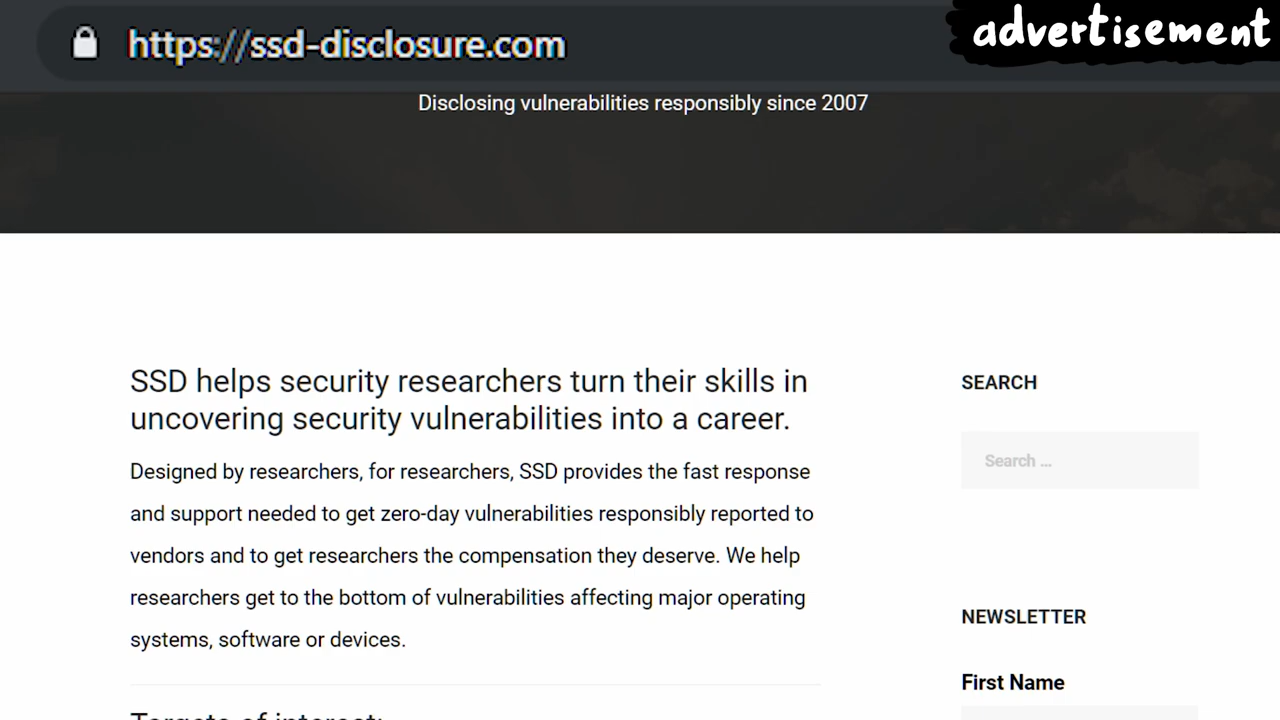 https://ssd-disclosure.com
advertisement
Disclosing vulnerabilities responsibly since 2007
SSD helps security researchers turn their skills in
uncovering security vulnerabilities into a career.
Designed by researchers, for researchers, SSD provides the fast response
and support needed to get zero-day vulnerabilities responsibly reported to
vendors and to get researchers the compensation they deserve. We help
researchers get to the bottom of vulnerabilities affecting major operating
systems, software or devices.
Targets of interest:
SEARCH
Search ...
NEWSLETTER
First Name